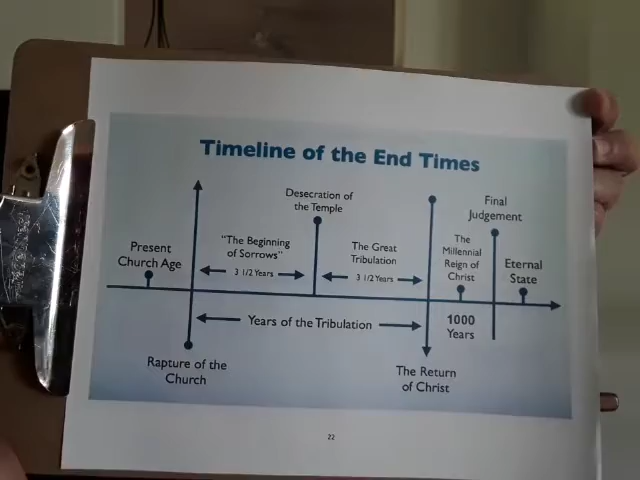 Timeline of the End Times
Present
Church Age
"The Beginning
of Sorrows"
3 1/2 Years
Desecration of
the Temple
The Great
Tribulation
3 1/2 Years
The
Millennial
Reign of
Christ
Final
Judgement
Eternal
State
Years of the Tribulation
1000
Years
Rapture of the
Church
The Return
of Christ
22